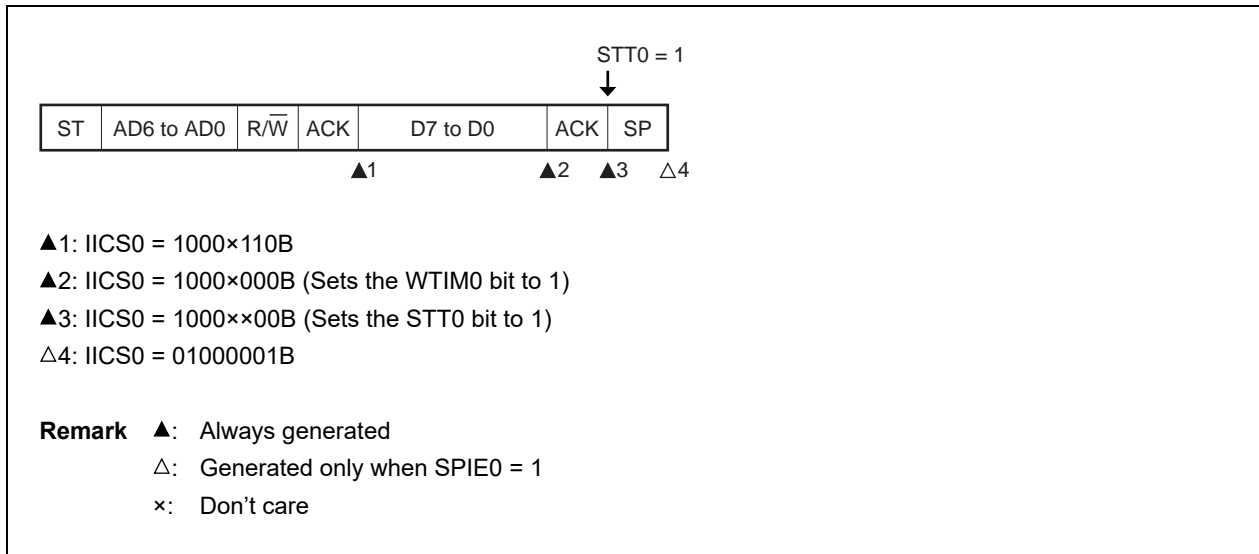 STT0 = 1
ST AD6 to AD0 R/W̅ ACK D7 to D0 ACK SP
▲1 ▲2 ▲3 △4
▲1: IICS0 = 1000×110B
▲2: IICS0 = 1000×000B (Sets the WTIM0 bit to 1)
▲3: IICS0 = 1000××00B (Sets the STT0 bit to 1)
△4: IICS0 = 01000001B
Remark ▲: Always generated
△: Generated only when SPIE0 = 1
×: Don't care